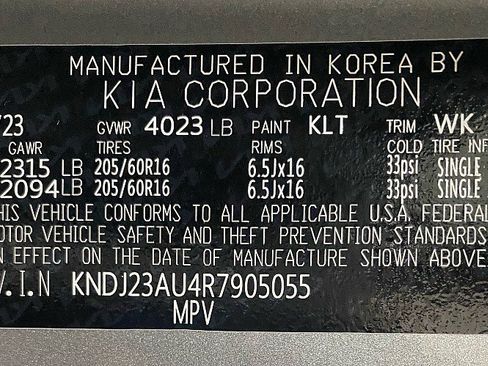 MANUFACTURED IN KOREA BY
KIA CORPORATION
/23 GVWR 4023 LB PAINT KLT TRIM WK
GAWR TIRES RIMS COLD TIRE INF
2315 LB 205/60R16 6.5Jx16 33psi SINGLE
2094 LB 205/60R16 6.5Jx16 33psi SINGLE
HIS VEHICLE CONFORMS TO ALL APPLICABLE U.S.A. FEDERAL
OTOR VEHICLE SAFETY AND THEFT PREVENTION STANDARDS
N EFFECT ON THE DATE OF MANUFACTURE SHOWN ABOVE.
V.I.N KNDJ23AU4R7905055
MPV